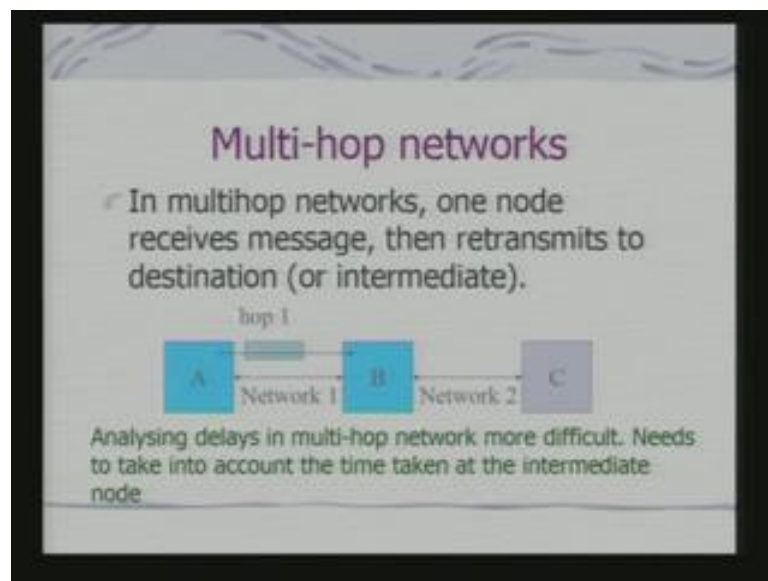 Multi-hop networks
In multihop networks, one node
receives message, then retransmits to
destination (or intermediate).
hop 1
A B C
Network 1 Network 2
Analysing delays in multi-hop network more difficult. Needs
to take into account the time taken at the intermediate
node